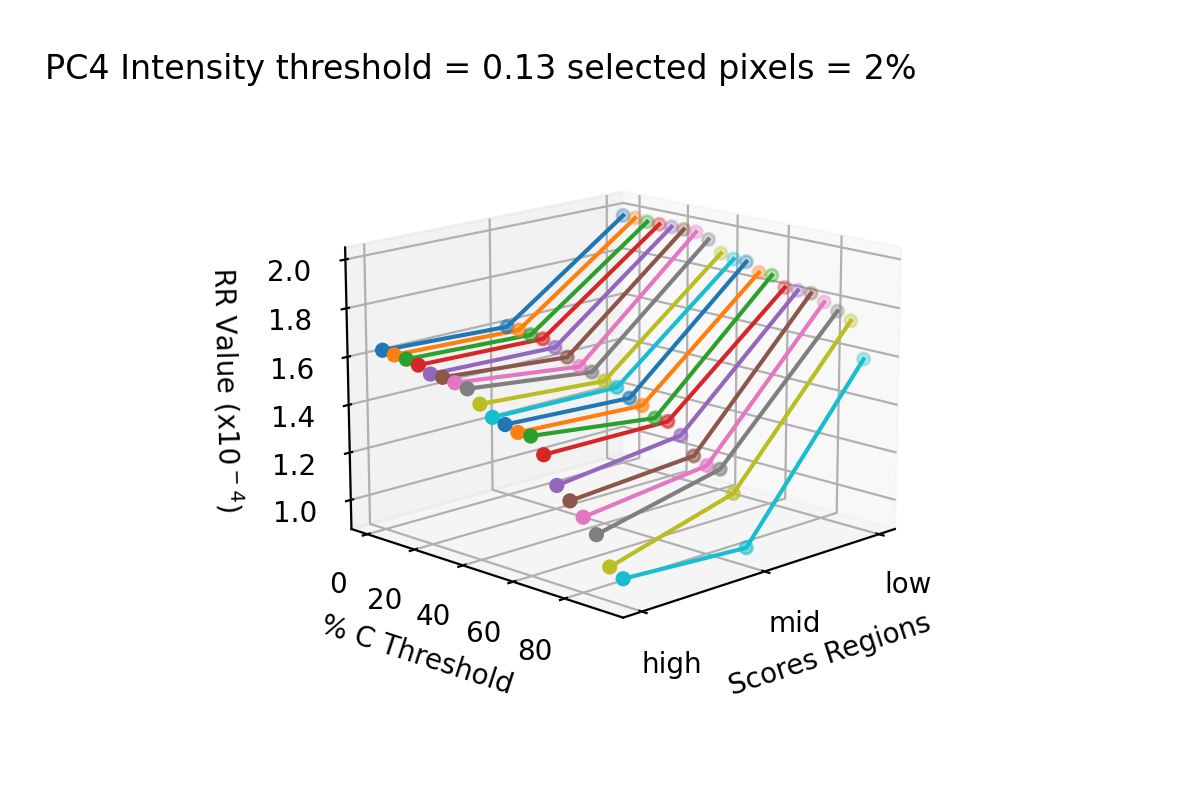 PC4 Intensity threshold = 0.13 selected pixels = 2%
RR Value (x10⁻⁴)
2.0
1.8
1.6
1.4
1.2
1.0
0
20
40
60
80
% C Threshold
high
mid
low
Scores Regions